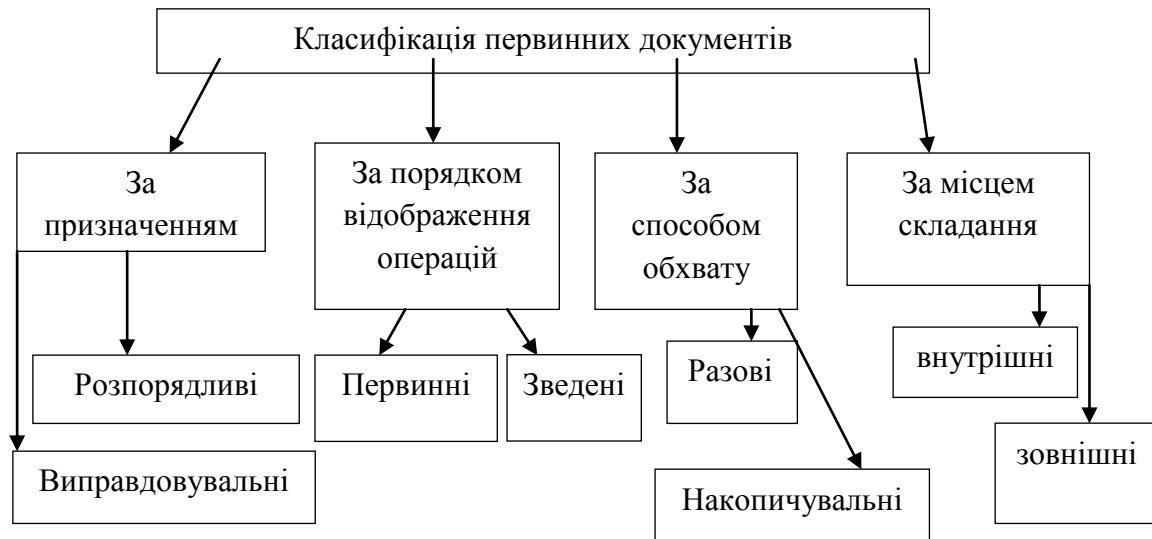 Класифікація первинних документів
За
призначенням
За порядком
відображення
операцій
За
способом
обхвату
За місцем
складання
Розпорядливі
Первинні
Зведені
Разові
внутрішні
Виправдовувальні
Накопичувальні
зовнішні